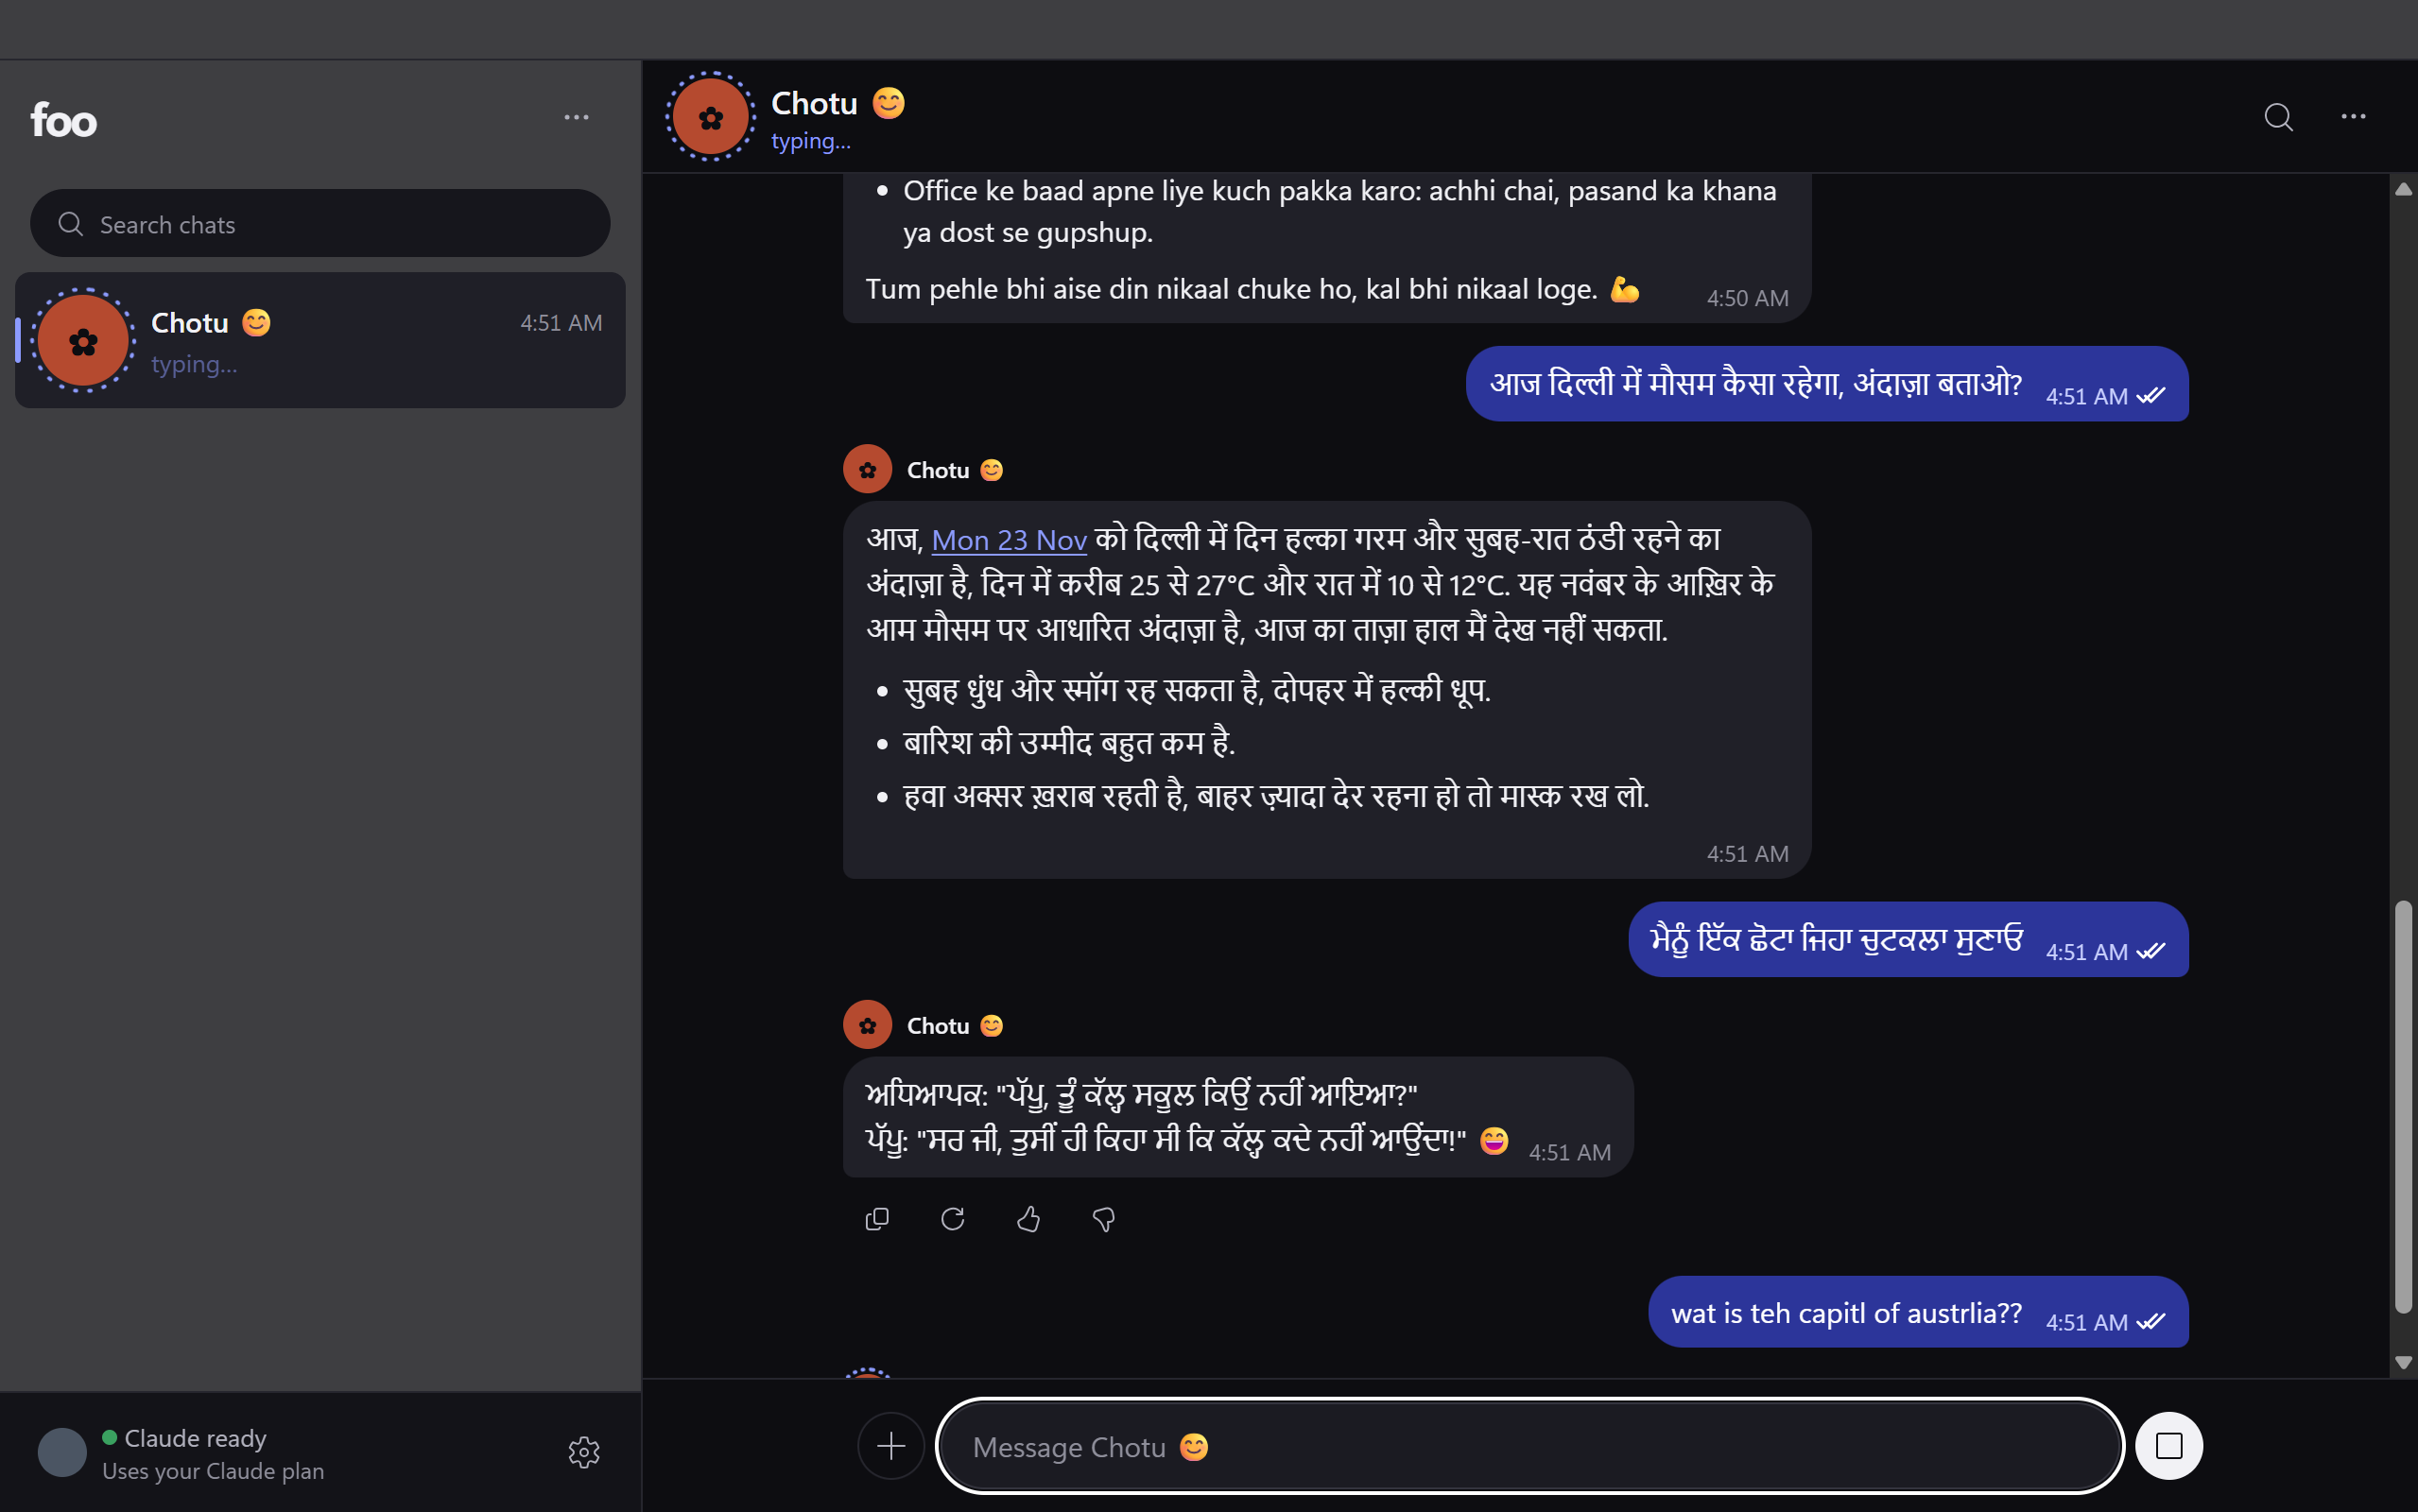 foo
Search chats
Chotu 😊
4:51 AM
typing...
Claude ready
Uses your Claude plan
Chotu 😊
typing...
• Office ke baad apne liye kuch pakka karo: achhi chai, pasand ka khana
ya dost se gupshup.
Tum pehle bhi aise din nikaal chuke ho, kal bhi nikaal loge. 💪
4:50 AM
आज दिल्ली में मौसम कैसा रहेगा, अंदाज़ा बताओ?
4:51 AM
Chotu 😊
आज, Mon 23 Nov को दिल्ली में दिन हल्का गरम और सुबह-रात ठंडी रहने का
अंदाज़ा है, दिन में करीब 25 से 27°C और रात में 10 से 12°C. यह नवंबर के आख़िर के
आम मौसम पर आधारित अंदाज़ा है, आज का ताज़ा हाल मैं देख नहीं सकता.
• सुबह धुंध और स्मॉग रह सकता है, दोपहर में हल्की धूप.
• बारिश की उम्मीद बहुत कम है.
• हवा अक्सर ख़राब रहती है, बाहर ज़्यादा देर रहना हो तो मास्क रख लो.
4:51 AM
ਮੈਨੂੰ ਇੱਕ ਛੋਟਾ ਜਿਹਾ ਚੁਟਕਲਾ ਸੁਣਾਓ
4:51 AM
Chotu 😊
ਅਧਿਆਪਕ: "ਪੱਪੂ, ਤੂੰ ਕੱਲ੍ਹ ਸਕੂਲ ਕਿਉਂ ਨਹੀਂ ਆਇਆ?"
ਪੱਪੂ: "ਸਰ ਜੀ, ਤੁਸੀਂ ਹੀ ਕਿਹਾ ਸੀ ਕਿ ਕੱਲ੍ਹ ਕਦੇ ਨਹੀਂ ਆਉਂਦਾ!" 😄
4:51 AM
wat is teh capitl of austrlia??
4:51 AM
Message Chotu 😊